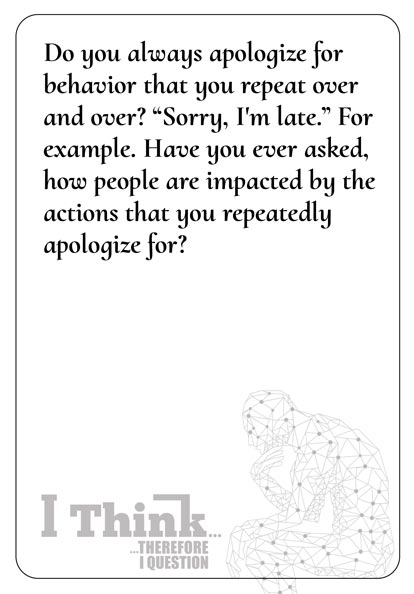 Do you always apologize for
behavior that you repeat over
and over? “Sorry, I'm late.” For
example. Have you ever asked,
how people are impacted by the
actions that you repeatedly
apologize for?
I Think...
...THEREFORE
I QUESTION